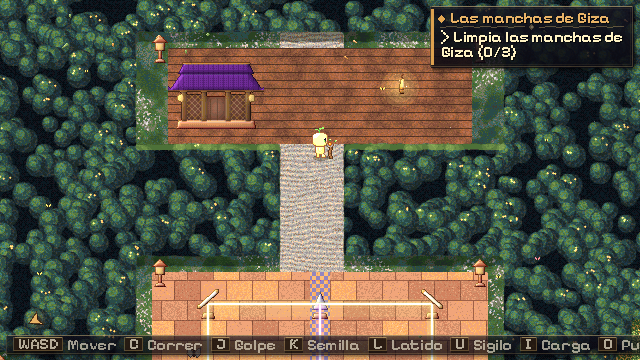 Las manchas de Giza
> Limpia las manchas de
Giza (0/3)
WASD Mover C Correr J Golpe K Semilla L Latido U Sigilo I Carga O Pu